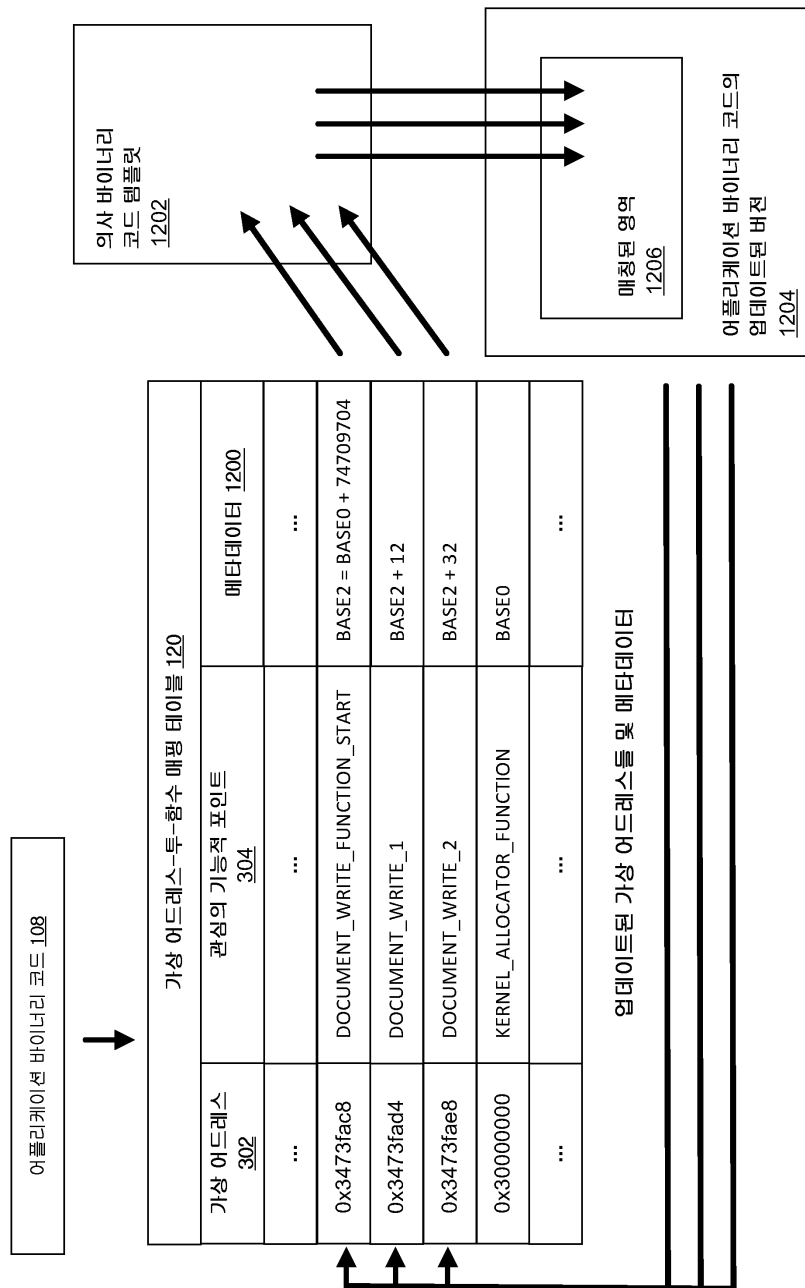 어플리케이션 바이너리 코드 108
가상 어드레스-투-함수 매핑 테이블 120
가상 어드레스
302
관심의 기능적 포인트
304
메타데이터 1200
...
...
...
0x3473fac8
DOCUMENT_WRITE_FUNCTION_START
BASE2 = BASE0 + 74709704
0x3473fad4
DOCUMENT_WRITE_1
BASE2 + 12
0x3473fae8
DOCUMENT_WRITE_2
BASE2 + 32
0x30000000
KERNEL_ALLOCATOR_FUNCTION
BASE0
...
...
...
업데이트된 가상 어드레스들 및 메타데이터
의사 바이너리
코드 템플릿
1202
매칭된 영역
1206
어플리케이션 바이너리 코드의
업데이트된 버전
1204